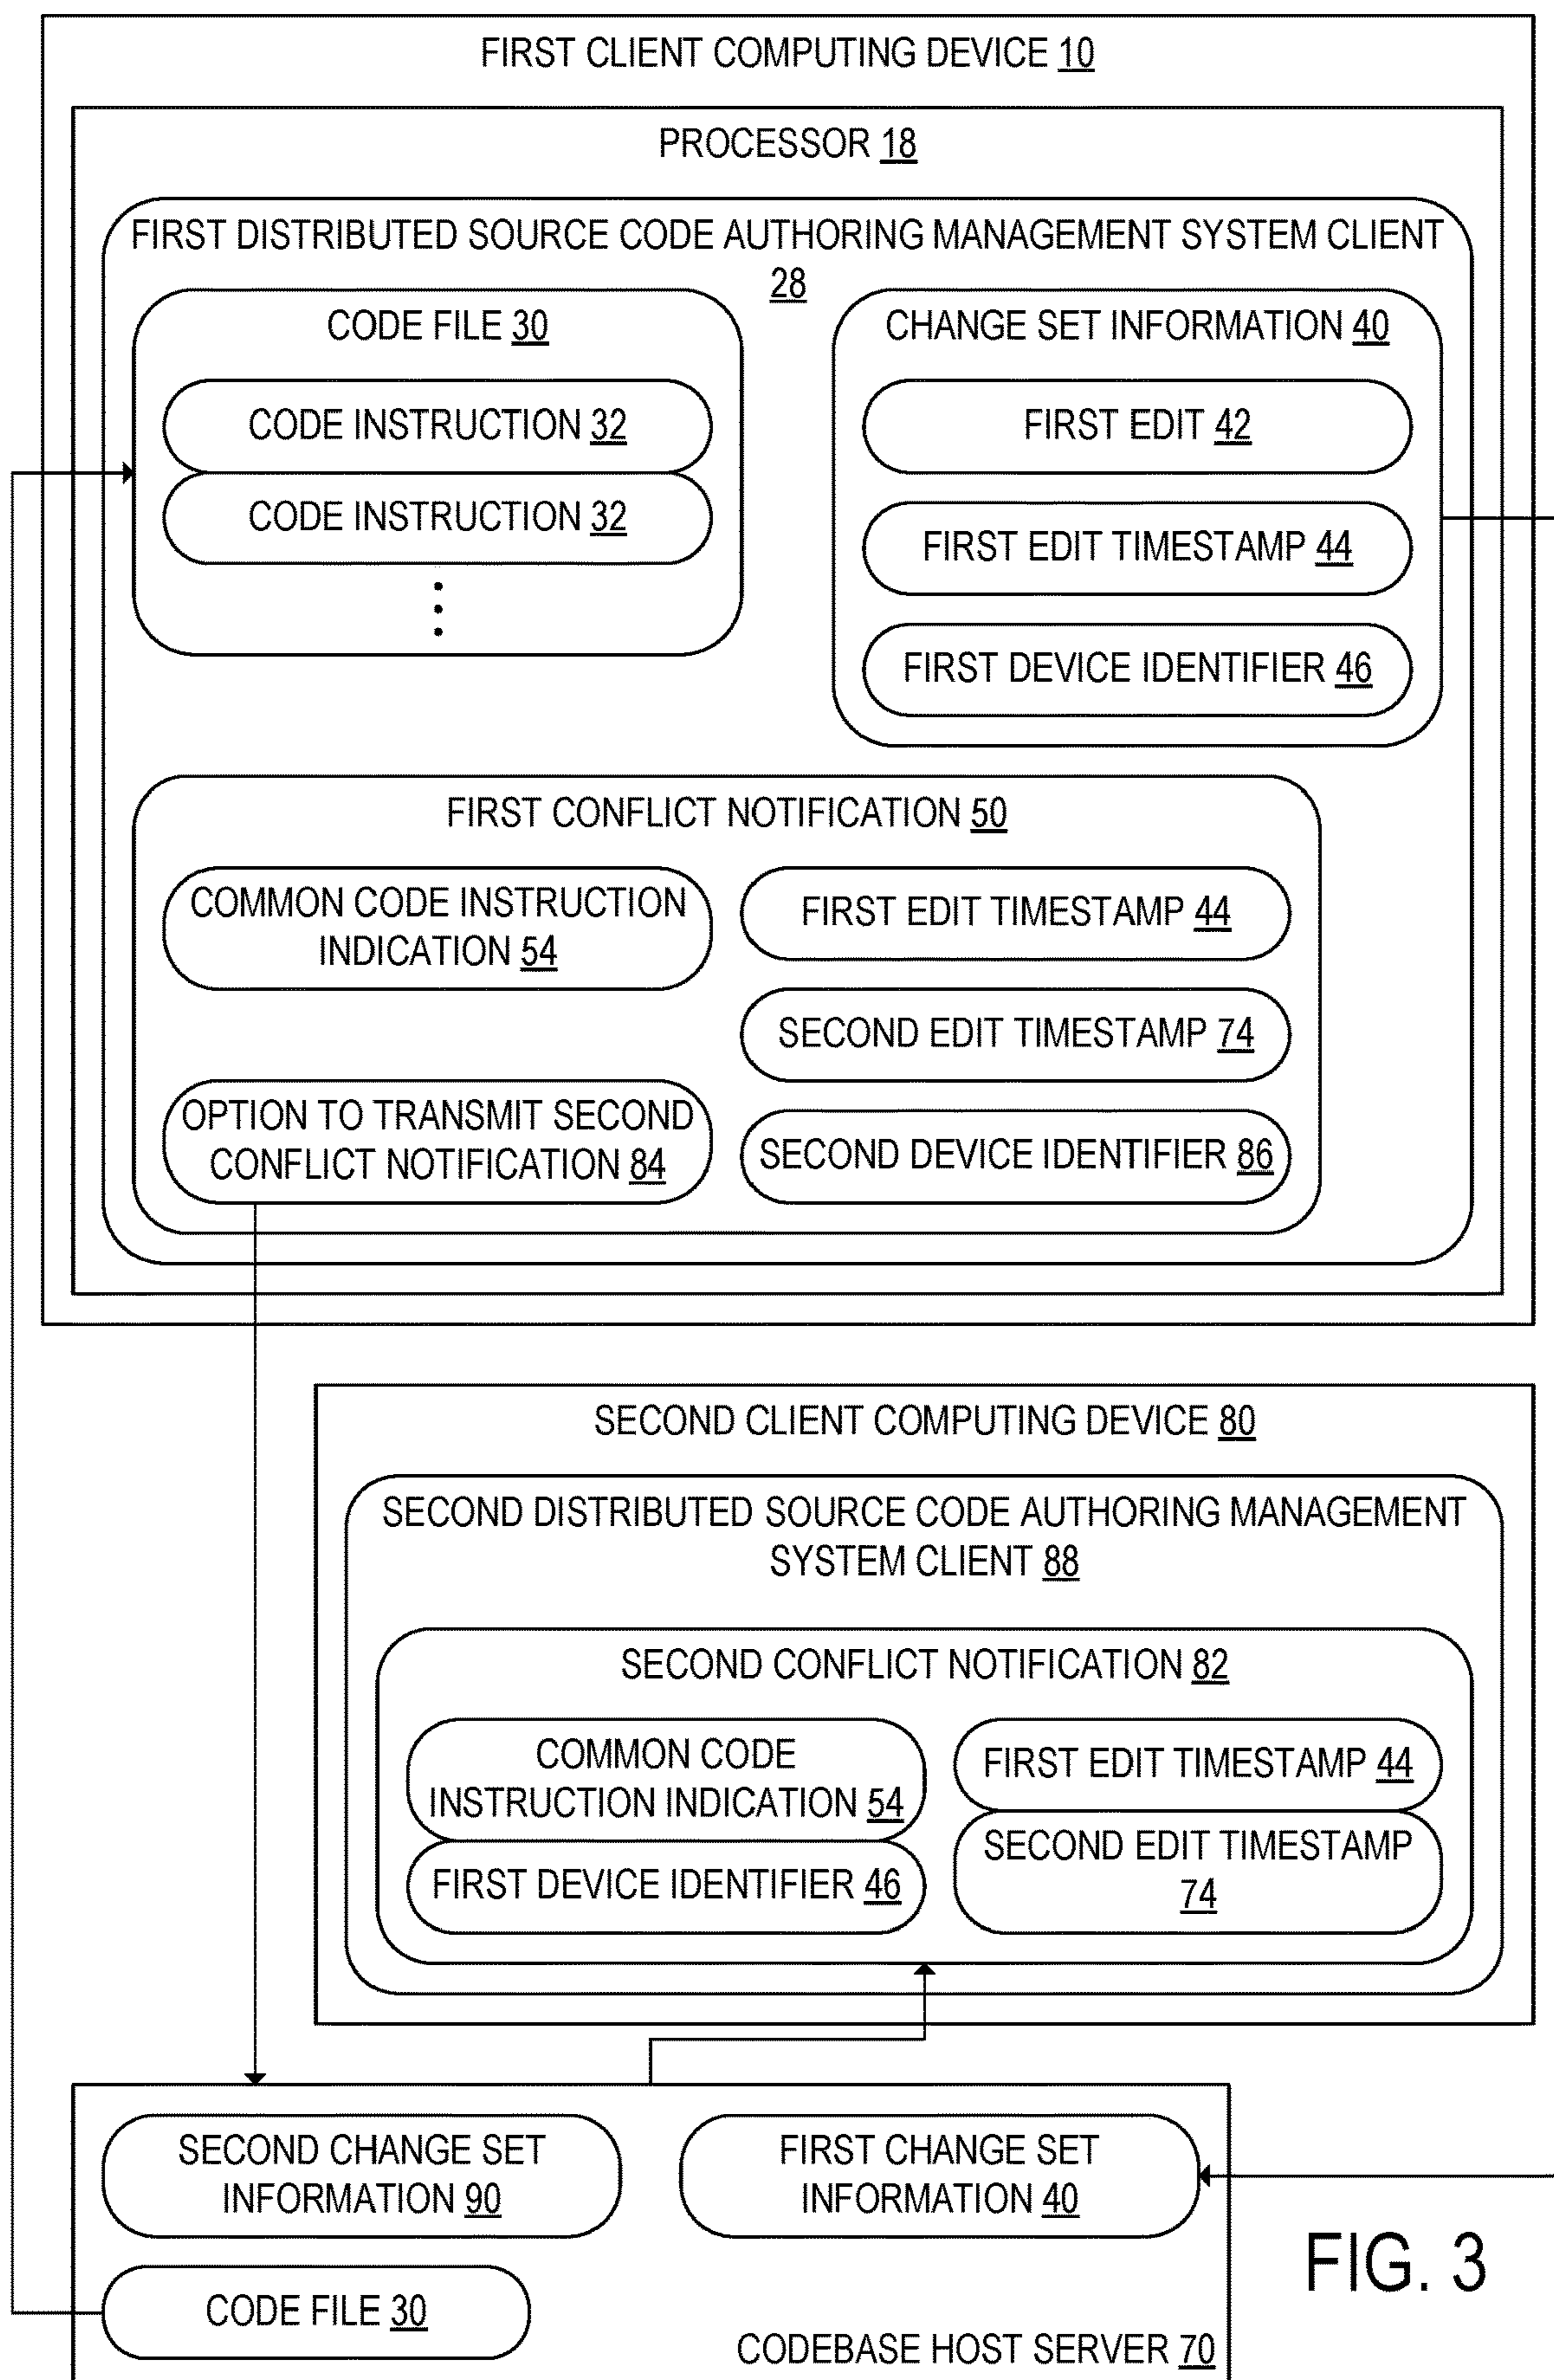 FIRST CLIENT COMPUTING DEVICE 10
PROCESSOR 18
FIRST DISTRIBUTED SOURCE CODE AUTHORING MANAGEMENT SYSTEM CLIENT
28
CODE FILE 30
CODE INSTRUCTION 32
CODE INSTRUCTION 32
CHANGE SET INFORMATION 40
FIRST EDIT 42
FIRST EDIT TIMESTAMP 44
FIRST DEVICE IDENTIFIER 46
FIRST CONFLICT NOTIFICATION 50
COMMON CODE INSTRUCTION
INDICATION 54
OPTION TO TRANSMIT SECOND
CONFLICT NOTIFICATION 84
FIRST EDIT TIMESTAMP 44
SECOND EDIT TIMESTAMP 74
SECOND DEVICE IDENTIFIER 86
SECOND CLIENT COMPUTING DEVICE 80
SECOND DISTRIBUTED SOURCE CODE AUTHORING MANAGEMENT
SYSTEM CLIENT 88
SECOND CONFLICT NOTIFICATION 82
COMMON CODE
INSTRUCTION INDICATION 54
FIRST DEVICE IDENTIFIER 46
FIRST EDIT TIMESTAMP 44
SECOND EDIT TIMESTAMP
74
SECOND CHANGE SET
INFORMATION 90
FIRST CHANGE SET
INFORMATION 40
CODE FILE 30
CODEBASE HOST SERVER 70
FIG. 3